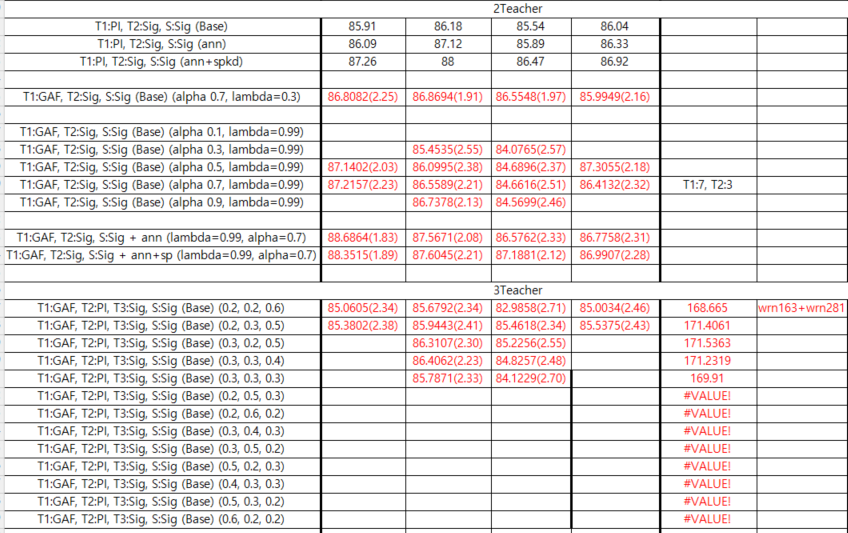 2Teacher
T1:PI, T2:Sig, S:Sig (Base) 85.91 86.18 85.54 86.04
T1:PI, T2:Sig, S:Sig (ann) 86.09 87.12 85.89 86.33
T1:PI, T2:Sig, S:Sig (ann+spkd) 87.26 88 86.47 86.92
T1:GAF, T2:Sig, S:Sig (Base) (alpha 0.7, lambda=0.3) 86.8082(2.25) 86.8694(1.91) 86.5548(1.97) 85.9949(2.16)
T1:GAF, T2:Sig, S:Sig (Base) (alpha 0.1, lambda=0.99)
T1:GAF, T2:Sig, S:Sig (Base) (alpha 0.3, lambda=0.99) 85.4535(2.55) 84.0765(2.57)
T1:GAF, T2:Sig, S:Sig (Base) (alpha 0.5, lambda=0.99) 87.1402(2.03) 86.0995(2.38) 84.6896(2.37) 87.3055(2.18)
T1:GAF, T2:Sig, S:Sig (Base) (alpha 0.7, lambda=0.99) 87.2157(2.23) 86.5589(2.21) 84.6616(2.51) 86.4132(2.32) T1:7, T2:3
T1:GAF, T2:Sig, S:Sig (Base) (alpha 0.9, lambda=0.99) 86.7378(2.13) 84.5699(2.46)
T1:GAF, T2:Sig, S:Sig + ann (lambda=0.99, alpha=0.7) 88.6864(1.83) 87.5671(2.08) 86.5762(2.33) 86.7758(2.31)
T1:GAF, T2:Sig, S:Sig + ann+sp (lambda=0.99, alpha=0.7) 88.3515(1.89) 87.6045(2.21) 87.1881(2.12) 86.9907(2.28)
3Teacher
T1:GAF, T2:PI, T3:Sig, S:Sig (Base) (0.2, 0.2, 0.6) 85.0605(2.34) 85.6792(2.34) 82.9858(2.71) 85.0034(2.46) 168.665 wrn163+wrn281
T1:GAF, T2:PI, T3:Sig, S:Sig (Base) (0.2, 0.3, 0.5) 85.3802(2.38) 85.9443(2.41) 85.4618(2.34) 85.5375(2.43) 171.4061
T1:GAF, T2:PI, T3:Sig, S:Sig (Base) (0.3, 0.2, 0.5) 86.3107(2.30) 85.2256(2.55) 171.5363
T1:GAF, T2:PI, T3:Sig, S:Sig (Base) (0.3, 0.3, 0.4) 86.4062(2.23) 84.8257(2.48) 171.2319
T1:GAF, T2:PI, T3:Sig, S:Sig (Base) (0.3, 0.3, 0.3) 85.7871(2.33) 84.1229(2.70) 169.91
T1:GAF, T2:PI, T3:Sig, S:Sig (Base) (0.2, 0.5, 0.3) #VALUE!
T1:GAF, T2:PI, T3:Sig, S:Sig (Base) (0.2, 0.6, 0.2) #VALUE!
T1:GAF, T2:PI, T3:Sig, S:Sig (Base) (0.3, 0.4, 0.3) #VALUE!
T1:GAF, T2:PI, T3:Sig, S:Sig (Base) (0.3, 0.5, 0.2) #VALUE!
T1:GAF, T2:PI, T3:Sig, S:Sig (Base) (0.5, 0.2, 0.3) #VALUE!
T1:GAF, T2:PI, T3:Sig, S:Sig (Base) (0.4, 0.3, 0.3) #VALUE!
T1:GAF, T2:PI, T3:Sig, S:Sig (Base) (0.5, 0.3, 0.2) #VALUE!
T1:GAF, T2:PI, T3:Sig, S:Sig (Base) (0.6, 0.2, 0.2) #VALUE!